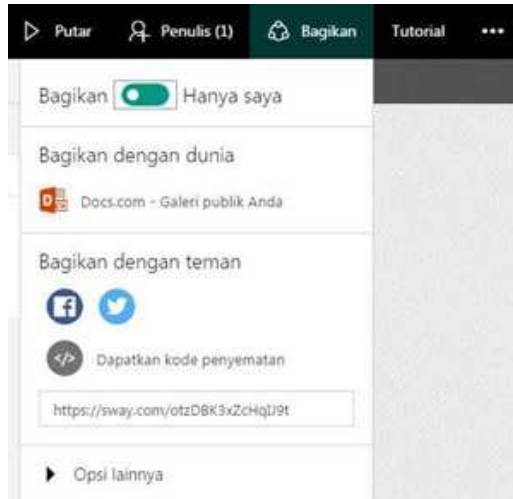 Putar Penulis (1) Bagikan Tutorial
Bagikan Hanya saya
Bagikan dengan dunia
Docs.com - Galeri publik Anda
Bagikan dengan teman
Dapatkan kode penyematan
https://sway.com/otzDBK3xZcHqIJ9t
Opsi lainnya